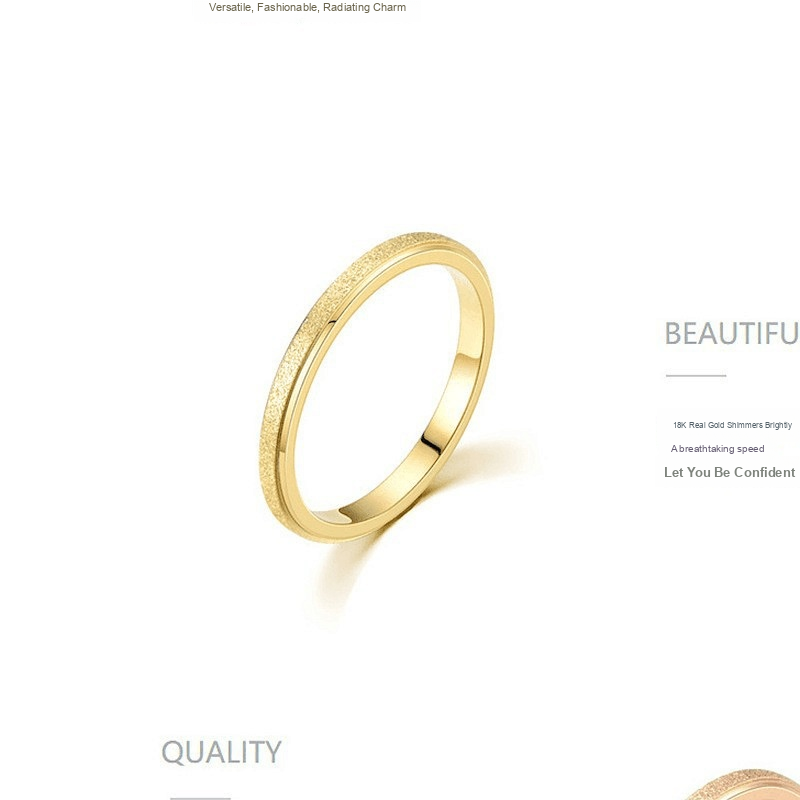 Versatile, Fashionable, Radiating Charm
BEAUTIFU
18K Real Gold Shimmers Brightly
A breathtaking speed
Let You Be Confident
QUALITY